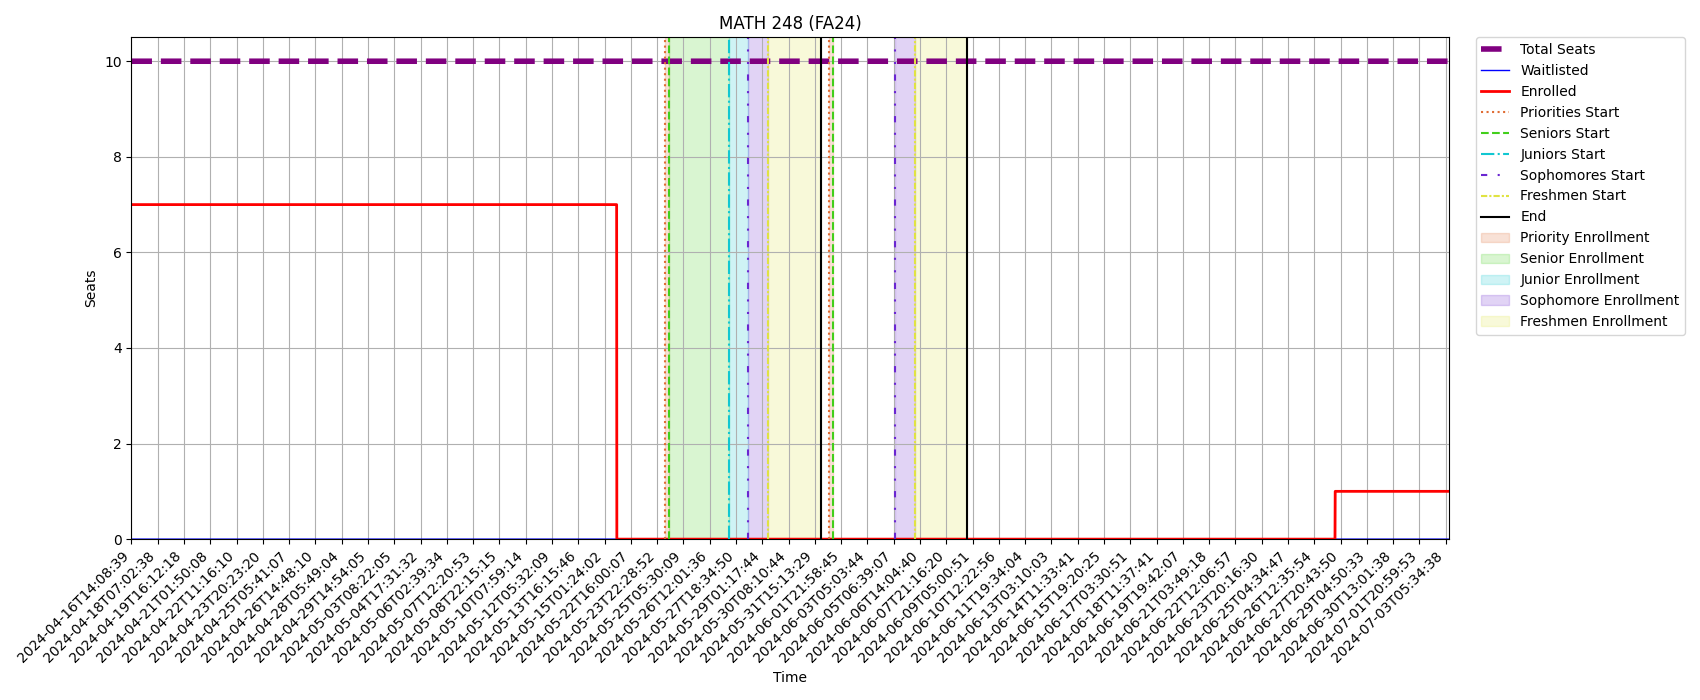 MATH 248 (FA24)
10
8
6
4
2
0
Seats
Total Seats
Waitlisted
Enrolled
Priorities Start
Seniors Start
Juniors Start
Sophomores Start
Freshmen Start
End
Priority Enrollment
Senior Enrollment
Junior Enrollment
Sophomore Enrollment
Freshmen Enrollment
2024-04-16T14:08:39
2024-04-18T07:02:38
2024-04-19T16:12:18
2024-04-21T01:50:08
2024-04-22T11:16:10
2024-04-23T20:23:20
2024-04-25T05:41:07
2024-04-26T14:48:10
2024-04-28T05:49:04
2024-04-29T14:54:05
2024-05-03T08:22:05
2024-05-04T17:31:32
2024-05-06T02:39:34
2024-05-07T12:20:53
2024-05-08T22:15:15
2024-05-10T07:59:14
2024-05-12T05:32:09
2024-05-13T16:15:46
2024-05-15T01:24:02
2024-05-22T16:00:07
2024-05-23T22:28:52
2024-05-25T05:30:09
2024-05-26T12:01:36
2024-05-27T18:34:50
2024-05-29T01:17:44
2024-05-30T08:10:44
2024-05-31T15:13:29
2024-06-01T21:58:45
2024-06-03T05:03:44
2024-06-05T06:39:07
2024-06-06T14:04:40
2024-06-07T21:16:20
2024-06-09T05:00:51
2024-06-10T12:22:56
2024-06-11T19:34:04
2024-06-13T03:10:03
2024-06-14T11:33:41
2024-06-15T19:20:25
2024-06-17T03:30:51
2024-06-18T11:37:41
2024-06-19T19:42:07
2024-06-21T03:49:18
2024-06-22T12:06:57
2024-06-23T20:16:30
2024-06-25T04:34:47
2024-06-26T12:35:54
2024-06-27T20:43:50
2024-06-29T04:50:33
2024-06-30T13:01:38
2024-07-01T20:59:53
2024-07-03T05:34:38
Time